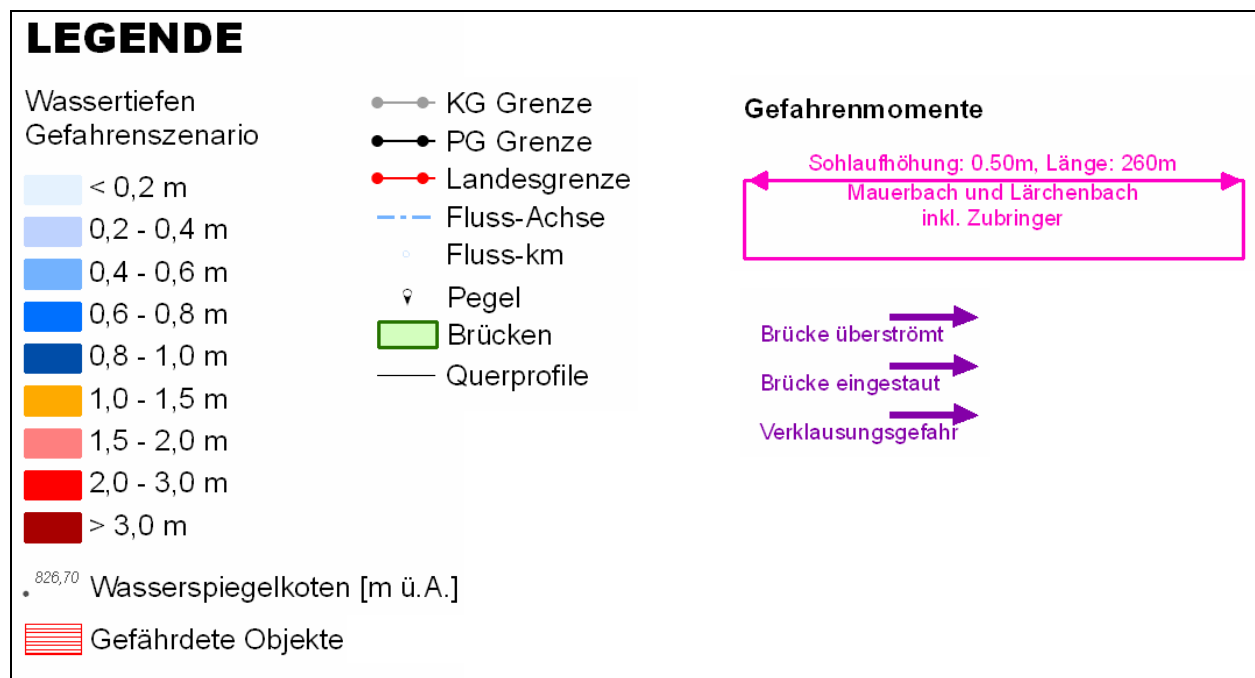 LEGENDE
Wassertiefen
Gefahrenszenario
< 0,2 m
0,2 - 0,4 m
0,4 - 0,6 m
0,6 - 0,8 m
0,8 - 1,0 m
1,0 - 1,5 m
1,5 - 2,0 m
2,0 - 3,0 m
> 3,0 m
826,70 Wasserspiegelkoten [m ü.A.]
Gefährdete Objekte
KG Grenze
PG Grenze
Landesgrenze
Fluss-Achse
Fluss-km
Pegel
Brücken
Querprofile
Gefahrenmomente
Sohlaufhöhung: 0.50m, Länge: 260m
Mauerbach und Lärchenbach
inkl. Zubringer
Brücke überströmt
Brücke eingestaut
Verklausungsgefahr